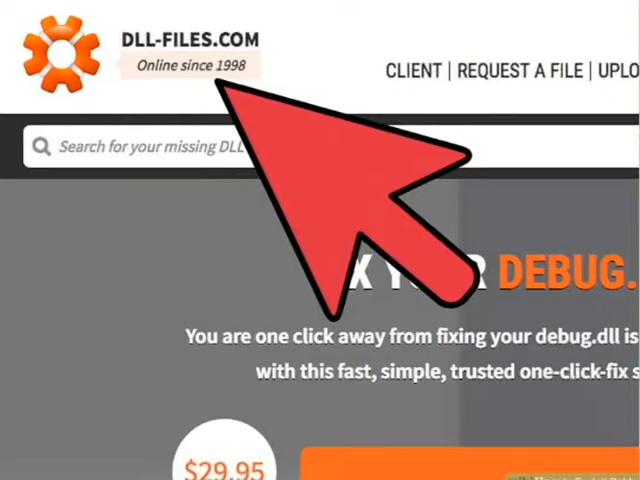 DLL-FILES.COM
Online since 1998
CLIENT | REQUEST A FILE | UPLO
Search for your missing DLL
DEBUG.
You are one click away from fixing your debug.dll is
with this fast, simple, trusted one-click-fix s
$29.95